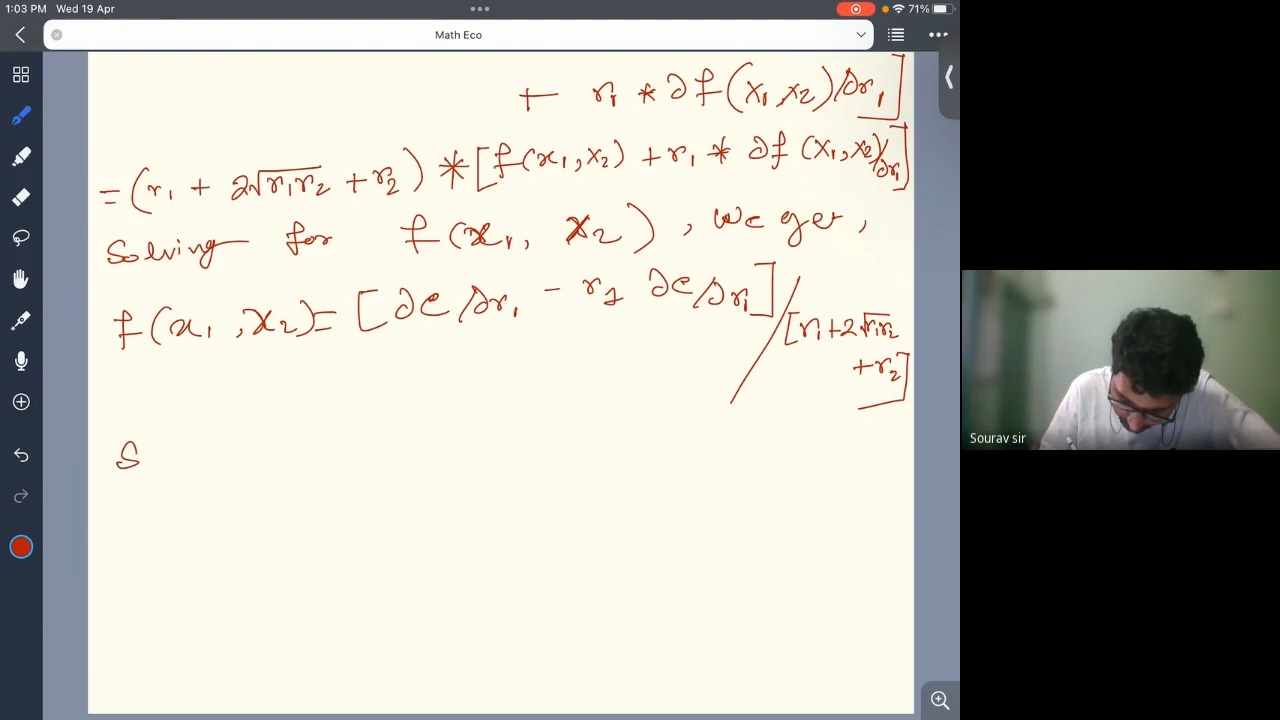 1:03 PM Wed 19 Apr
71%
Math Eco
+ r₁ * ∂f(x₁,x₂)/∂r₁]
=(r₁ + 2√r₁r₂ + r₂) * [f(x₁,x₂) + r₁ * ∂f (x₁,x₂)/∂r₁]
Solving for f(x₁, x₂), we get,
f(x₁,x₂)= [∂c/∂r₁ - r₁ ∂c/∂r₁] / [r₁+2√r₁r₂
+r₂]
S
Sourav sir